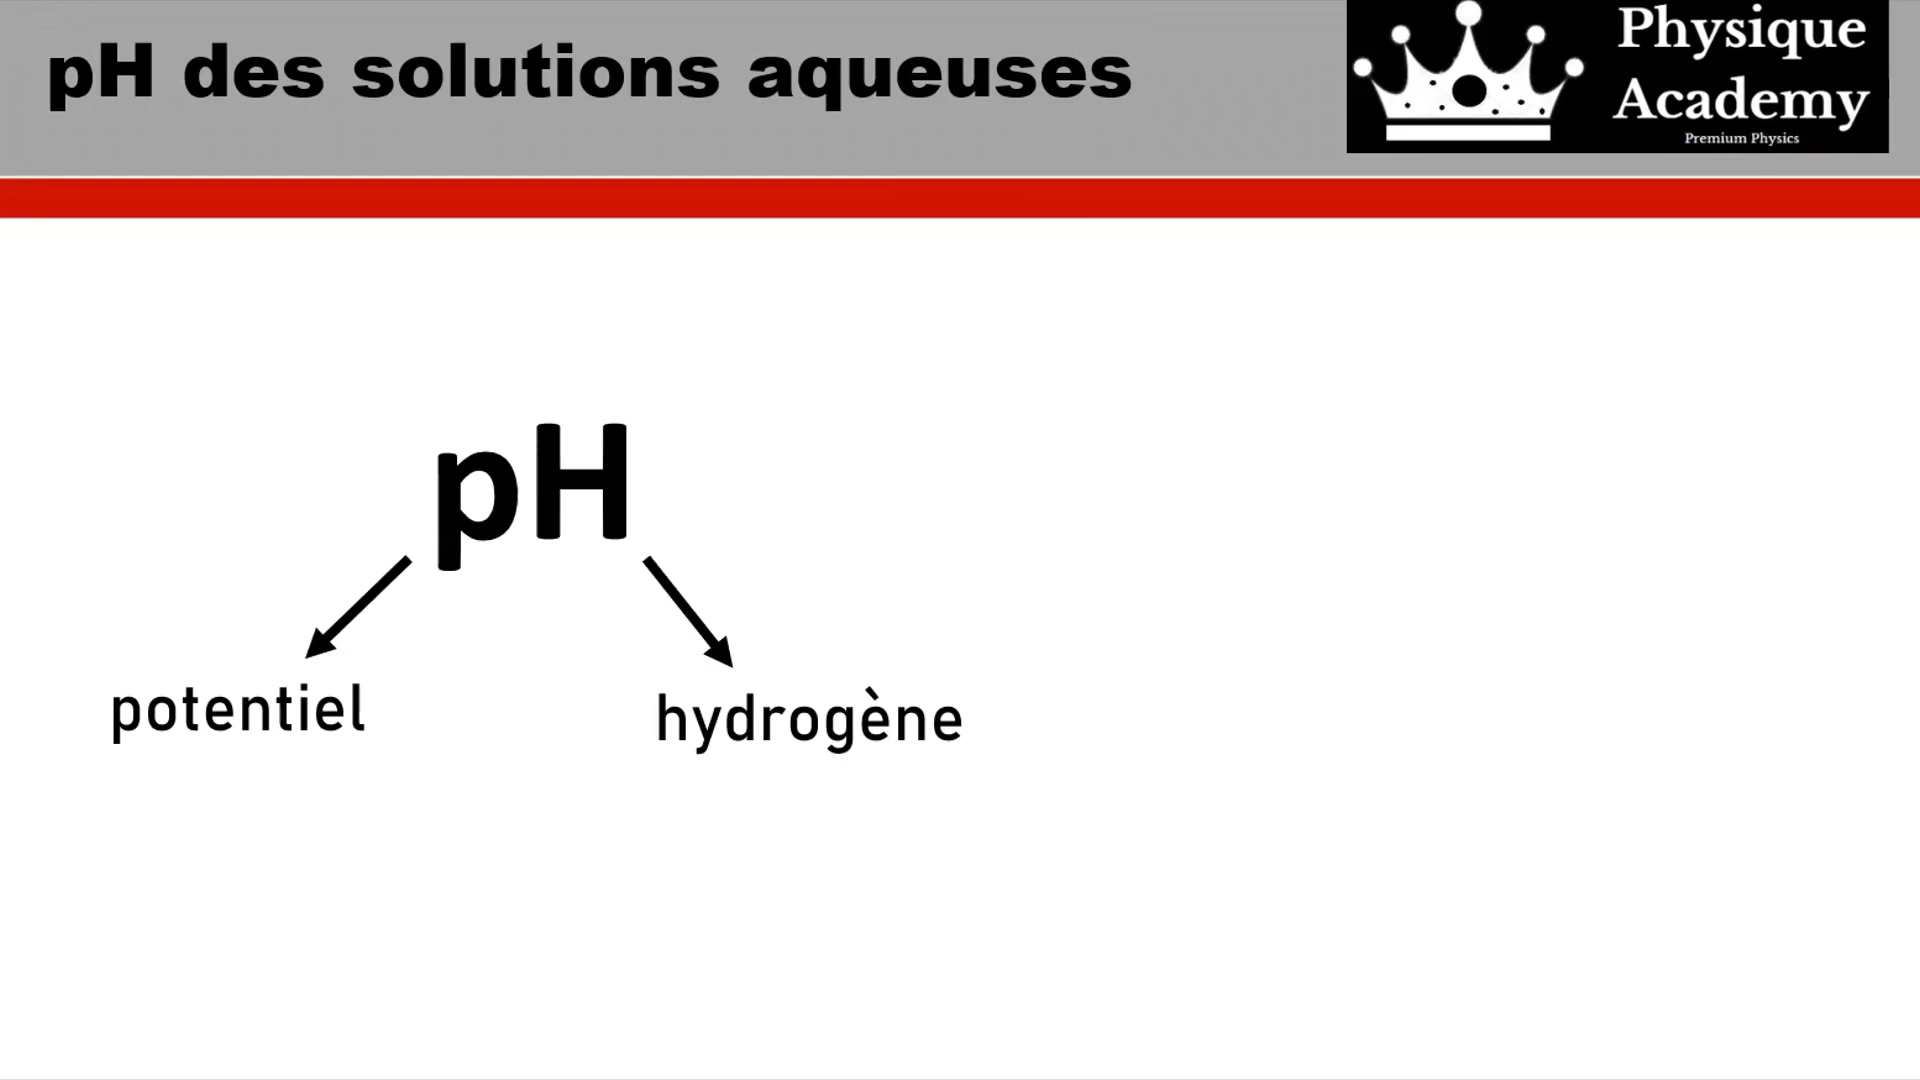 pH des solutions aqueuses
Physique
Academy
Premium Physics
pH
potentiel
hydrogène